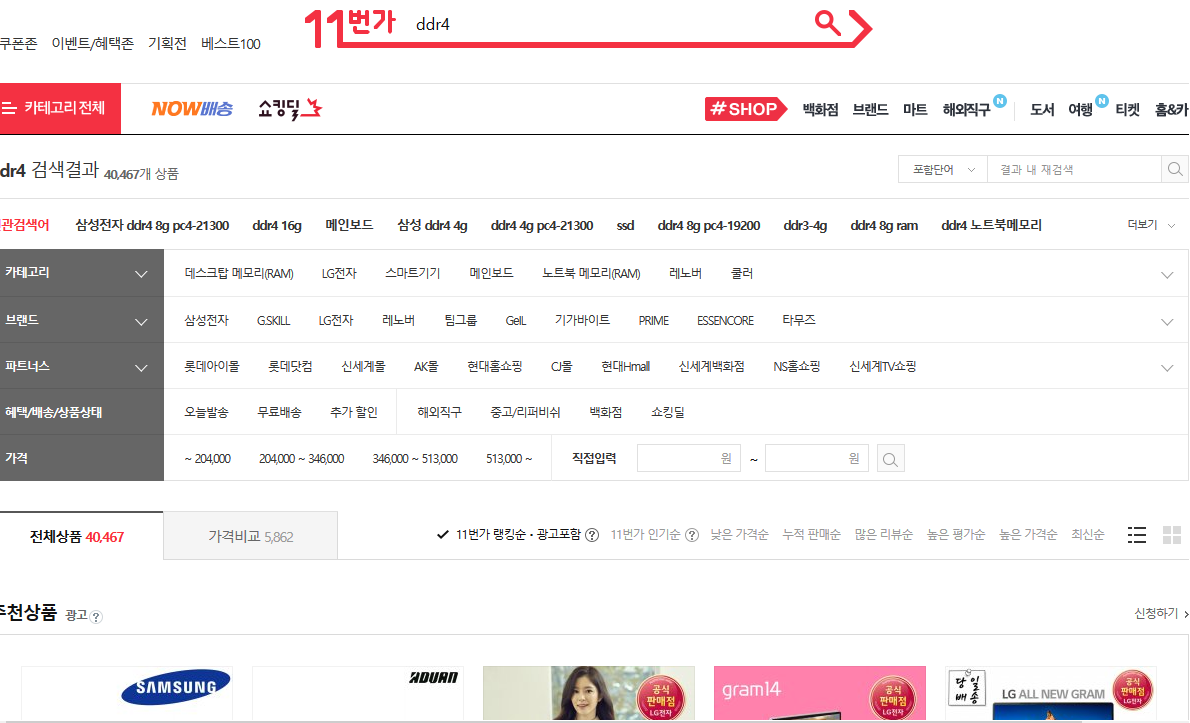 11번가 ddr4
쿠폰존 이벤트/혜택존 기획전 베스트100
카테고리 전체 NOW배송 쇼킹딜 #SHOP 백화점 브랜드 마트 해외직구 N 도서 여행 N 티켓 홈&카
dr4 검색결과 40,467개 상품 포함단어 결과 내 재검색
관검색어 삼성전자 ddr4 8g pc4-21300 ddr4 16g 메인보드 삼성 ddr4 4g ddr4 4g pc4-21300 ssd ddr4 8g pc4-19200 ddr3-4g ddr4 8g ram ddr4 노트북메모리 더보기
카테고리 데스크탑 메모리(RAM) LG전자 스마트기기 메인보드 노트북 메모리(RAM) 레노버 쿨러
브랜드 삼성전자 G.SKILL LG전자 레노버 팀그룹 GeIL 기가바이트 PRIME ESSENCORE 타무즈
파트너스 롯데아이몰 롯데닷컴 신세계몰 AK몰 현대홈쇼핑 CJ몰 현대Hmall 신세계백화점 NS홈쇼핑 신세계TV쇼핑
혜택/배송/상품상태 오늘발송 무료배송 추가 할인 해외직구 중고/리퍼비쉬 백화점 쇼킹딜
가격 ~ 204,000 204,000 ~ 346,000 346,000 ~ 513,000 513,000 ~ 직접입력 원 ~ 원
전체상품 40,467 가격비교 5,862 11번가 랭킹순 · 광고포함 ? 11번가 인기순 ? 낮은 가격순 누적 판매순 많은 리뷰순 높은 평가순 높은 가격순 최신순
추천상품 광고 ? 신청하기
SAMSUNG ADVAN 공식 판매점 LG전자 gram14 공식 판매점 LG전자 당일 배송 LG ALL NEW GRAM 공식 판매점 LG전자